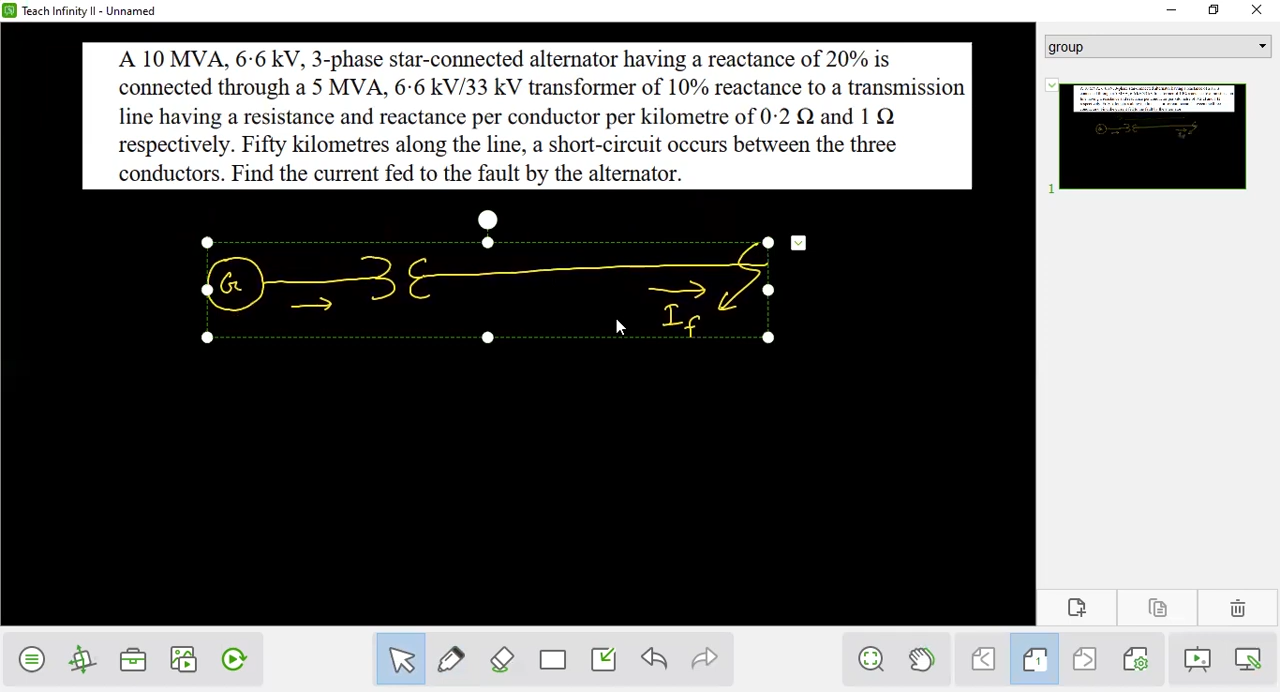 Teach Infinity II - Unnamed
group
A 10 MVA, 6·6 kV, 3-phase star-connected alternator having a reactance of 20% is
connected through a 5 MVA, 6·6 kV/33 kV transformer of 10% reactance to a transmission
line having a resistance and reactance per conductor per kilometre of 0·2 Ω and 1 Ω
respectively. Fifty kilometres along the line, a short-circuit occurs between the three
conductors. Find the current fed to the fault by the alternator.
G
If
1
1